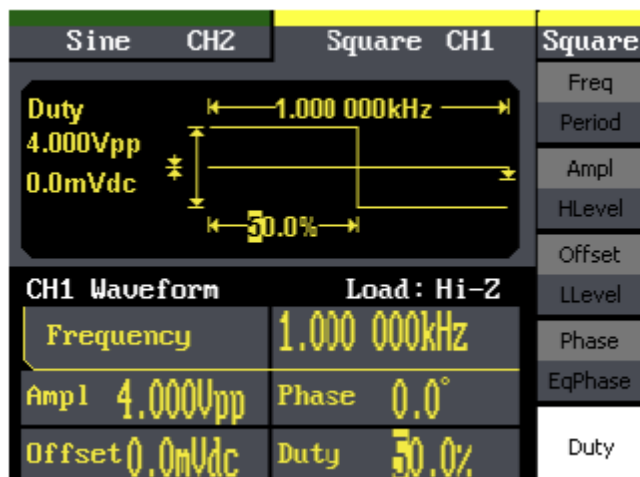 Sine CH2 Square CH1 Square
Freq
Period
Ampl
HLevel
Offset
LLevel
Phase
EqPhase
Duty
Duty 1.000 000kHz
4.000Vpp
0.0mVdc
50.0%
CH1 Waveform Load: Hi-Z
Frequency 1.000 000kHz
Ampl 4.000Vpp Phase 0.0°
Offset 0.0mVdc Duty 50.0%